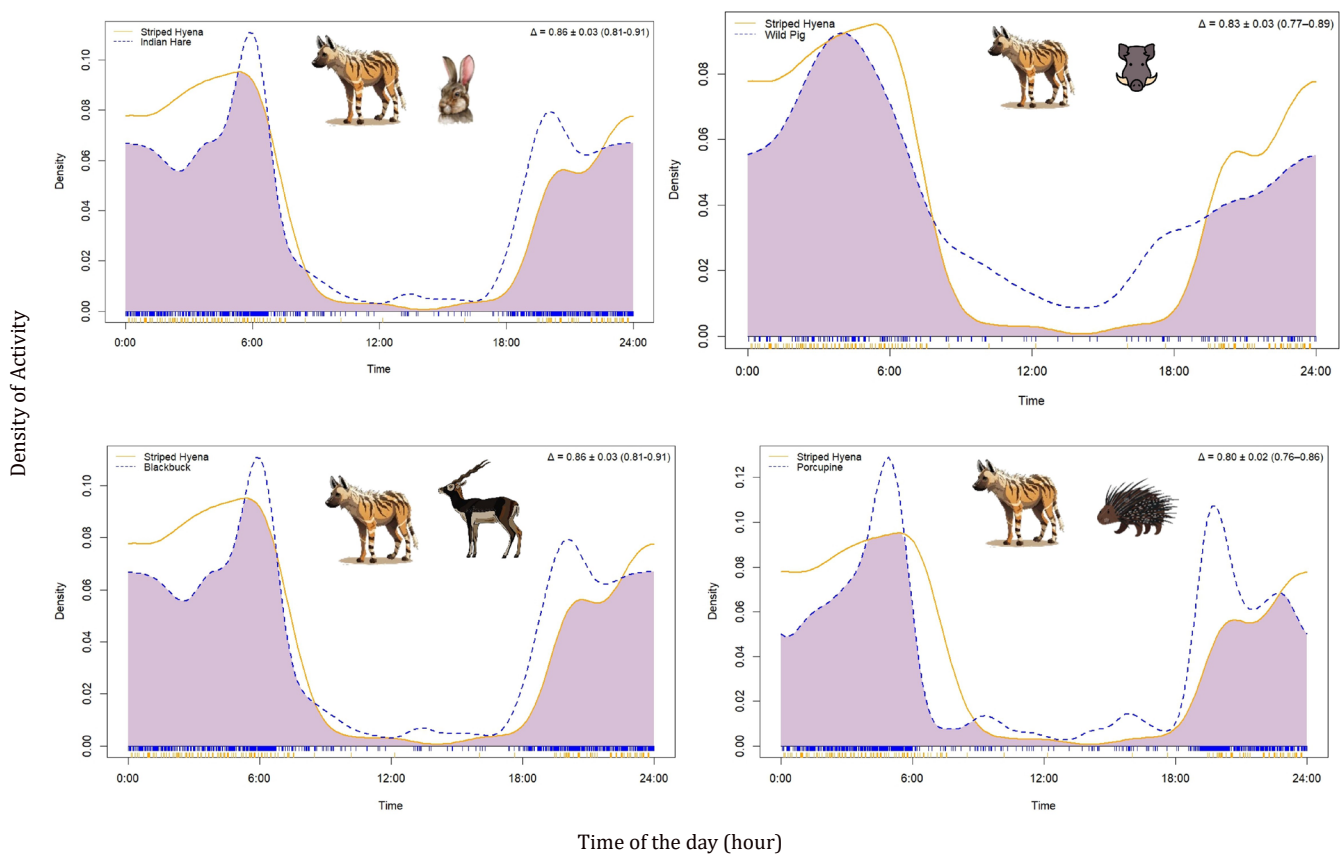 Striped Hyena
Indian Hare
Δ = 0.86 ± 0.03 (0.81-0.91)
Density
0.00
0.02
0.04
0.06
0.08
0.10
0:00
6:00
12:00
18:00
24:00
Time
Striped Hyena
Wild Pig
Δ = 0.83 ± 0.03 (0.77–0.89)
Density
0.00
0.02
0.04
0.06
0.08
0:00
6:00
12:00
18:00
24:00
Time
Density of Activity
Striped Hyena
Blackbuck
Δ = 0.86 ± 0.03 (0.81-0.91)
Density
0.00
0.02
0.04
0.06
0.08
0.10
0:00
6:00
12:00
18:00
24:00
Time
Striped Hyena
Porcupine
Δ = 0.80 ± 0.02 (0.76–0.86)
Density
0.00
0.02
0.04
0.06
0.08
0.10
0.12
0:00
6:00
12:00
18:00
24:00
Time
Time of the day (hour)